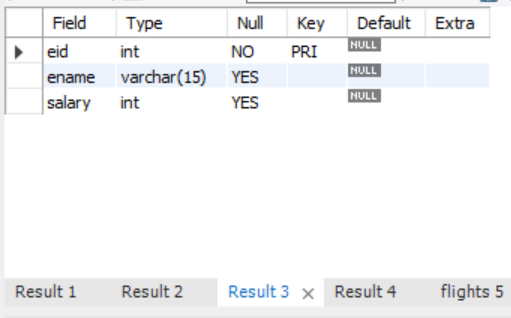 Field Type Null Key Default Extra
eid int NO PRI NULL
ename varchar(15) YES NULL
salary int YES NULL
Result 1 Result 2 Result 3 × Result 4 flights 5